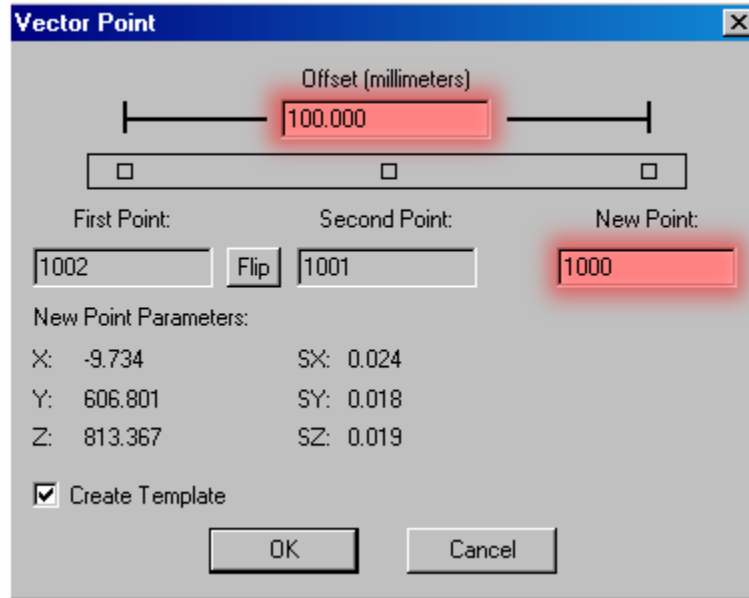 Vector Point
Offset (millimeters)
100.000
First Point: Second Point: New Point:
1002 Flip 1001 1000
New Point Parameters:
X: -9.734 SX: 0.024
Y: 606.801 SY: 0.018
Z: 813.367 SZ: 0.019
Create Template
OK Cancel